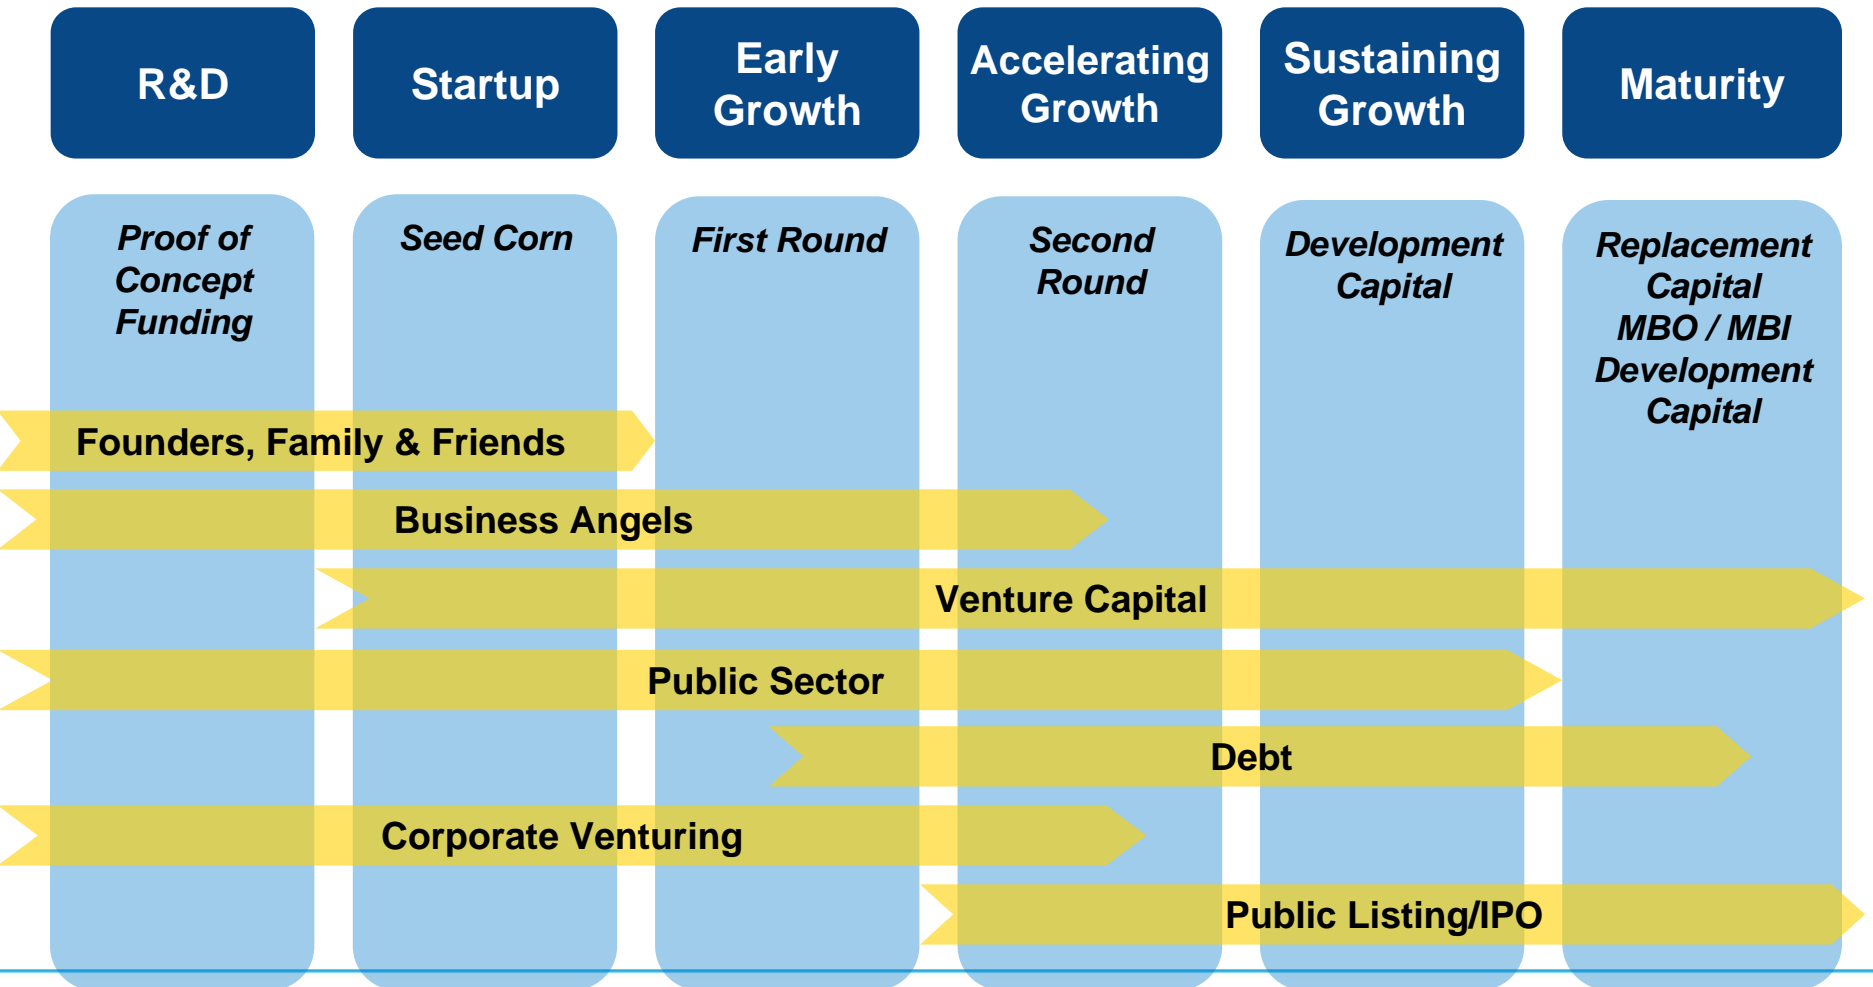 R&D
Startup
Early
Growth
Accelerating
Growth
Sustaining
Growth
Maturity
Proof of
Concept
Funding
Seed Corn
First Round
Second
Round
Development
Capital
Replacement
Capital
MBO / MBI
Development
Capital
Founders, Family & Friends
Business Angels
Venture Capital
Public Sector
Debt
Corporate Venturing
Public Listing/IPO